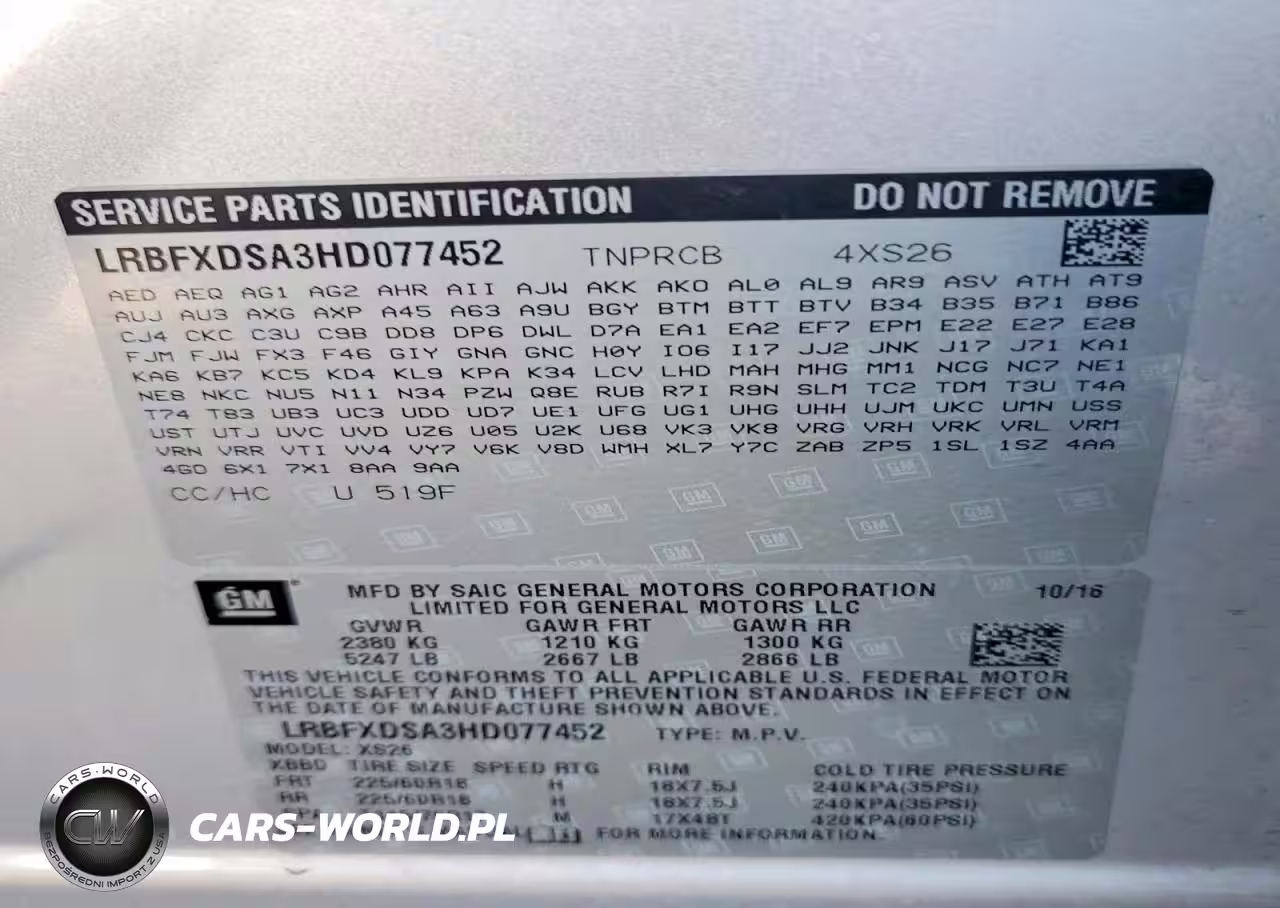 SERVICE PARTS IDENTIFICATION DO NOT REMOVE
LRBFXDSA3HD077452 TNPRCB 4XS26
AED AEQ AG1 AG2 AHR AII AJW AKK AKO AL0 AL9 AR9 ASV ATH AT9
AUJ AU3 AXG AXP A45 A63 A9U BGY BTM BTT BTV B34 B35 B71 B86
CJ4 CKC C3U C9B DD8 DP6 DWL D7A EA1 EA2 EF7 EPM E22 E27 E28
FJM FJW FX3 F46 GIY GNA GNC H0Y IO6 I17 JJ2 JNK J17 J71 KA1
KA6 KB7 KC5 KD4 KL9 KPA K34 LCV LHD MAH MHG MM1 NCG NC7 NE1
NE8 NKC NU5 N11 N34 PZW Q8E RUB R7I R9N SLM TC2 TDM T3U T4A
T74 T83 UB3 UC3 UDD UD7 UE1 UFG UG1 UHG UHH UJM UKC UMN USS
UST UTJ UVC UVD UZ6 U05 U2K U68 VK3 VK8 VRG VRH VRK VRL VRM
VRN VRR VTI VV4 VY7 V6K V8D WMH XL7 Y7C ZAB ZP5 1SL 1SZ 4AA
4GD 6X1 7X1 8AA 9AA
CC/HC U 519F
GM MFD BY SAIC GENERAL MOTORS CORPORATION 10/16
LIMITED FOR GENERAL MOTORS LLC
GVWR GAWR FRT GAWR RR
2380 KG 1210 KG 1300 KG
5247 LB 2667 LB 2866 LB
THIS VEHICLE CONFORMS TO ALL APPLICABLE U.S. FEDERAL MOTOR
VEHICLE SAFETY AND THEFT PREVENTION STANDARDS IN EFFECT ON
THE DATE OF MANUFACTURE SHOWN ABOVE.
LRBFXDSA3HD077452 TYPE: M.P.V.
MODEL: XS26
XBBD TIRE SIZE SPEED RTG RIM COLD TIRE PRESSURE
FRT 225/60R18 H 18X7.5J 240KPA(35PSI)
RR 225/60R18 H 18X7.5J 240KPA(35PSI)
M 17X4BT 420KPA(60PSI)
FOR MORE INFORMATION.
CARS-WORLD
CW
BEZPOŚREDNI IMPORT Z USA
CARS-WORLD.PL